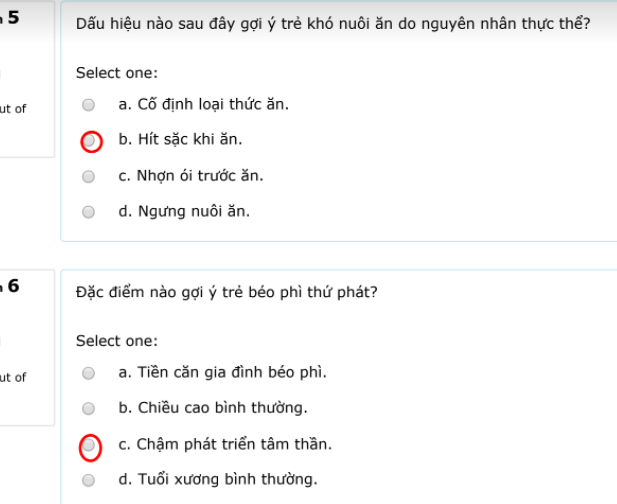 5
Dấu hiệu nào sau đây gợi ý trẻ khó nuôi ăn do nguyên nhân thực thể?
Select one:
ut of
a. Cố định loại thức ăn.
b. Hít sặc khi ăn.
c. Nhợn ói trước ăn.
d. Ngưng nuôi ăn.
6
Đặc điểm nào gợi ý trẻ béo phì thứ phát?
Select one:
ut of
a. Tiền căn gia đình béo phì.
b. Chiều cao bình thường.
c. Chậm phát triển tâm thần.
d. Tuổi xương bình thường.